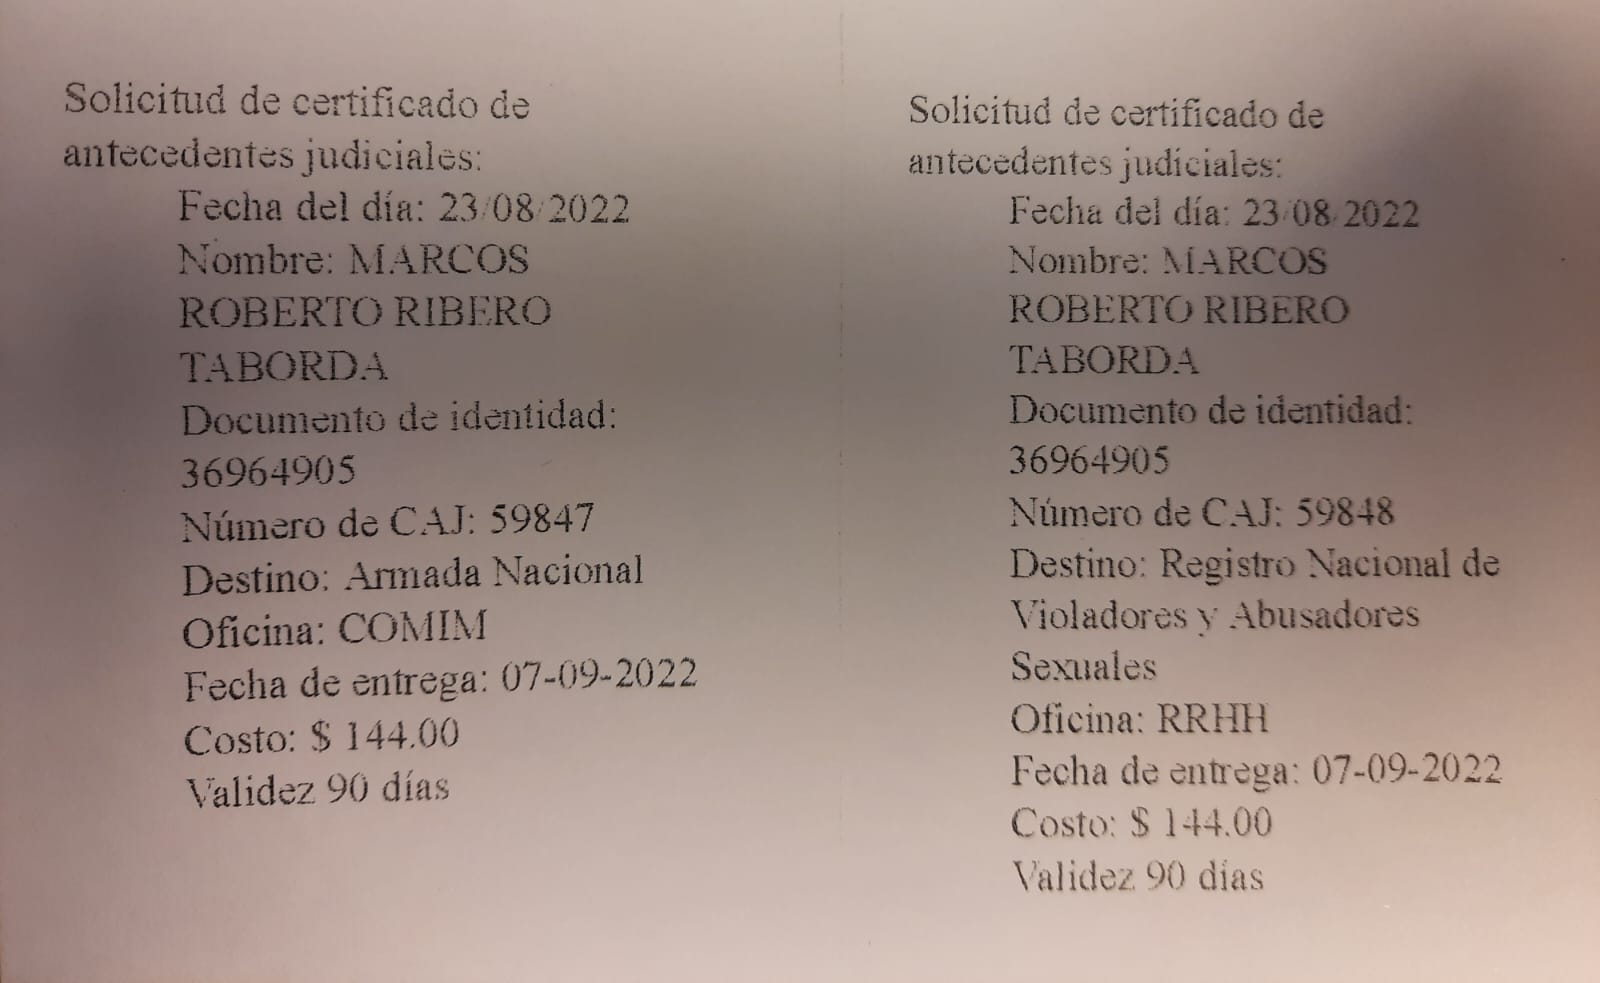 Solicitud de certificado de
antecedentes judiciales:
Fecha del día: 23/08/2022
Nombre: MARCOS
ROBERTO RIBERO
TABORDA
Documento de identidad:
36964905
Número de CAJ: 59847
Destino: Armada Nacional
Oficina: COMIM
Fecha de entrega: 07-09-2022
Costo: $ 144.00
Validez 90 días
Solicitud de certificado de
antecedentes judiciales:
Fecha del día: 23/08/2022
Nombre: MARCOS
ROBERTO RIBERO
TABORDA
Documento de identidad:
36964905
Número de CAJ: 59848
Destino: Registro Nacional de
Violadores y Abusadores
Sexuales
Oficina: RRHH
Fecha de entrega: 07-09-2022
Costo: $ 144.00
Validez 90 días